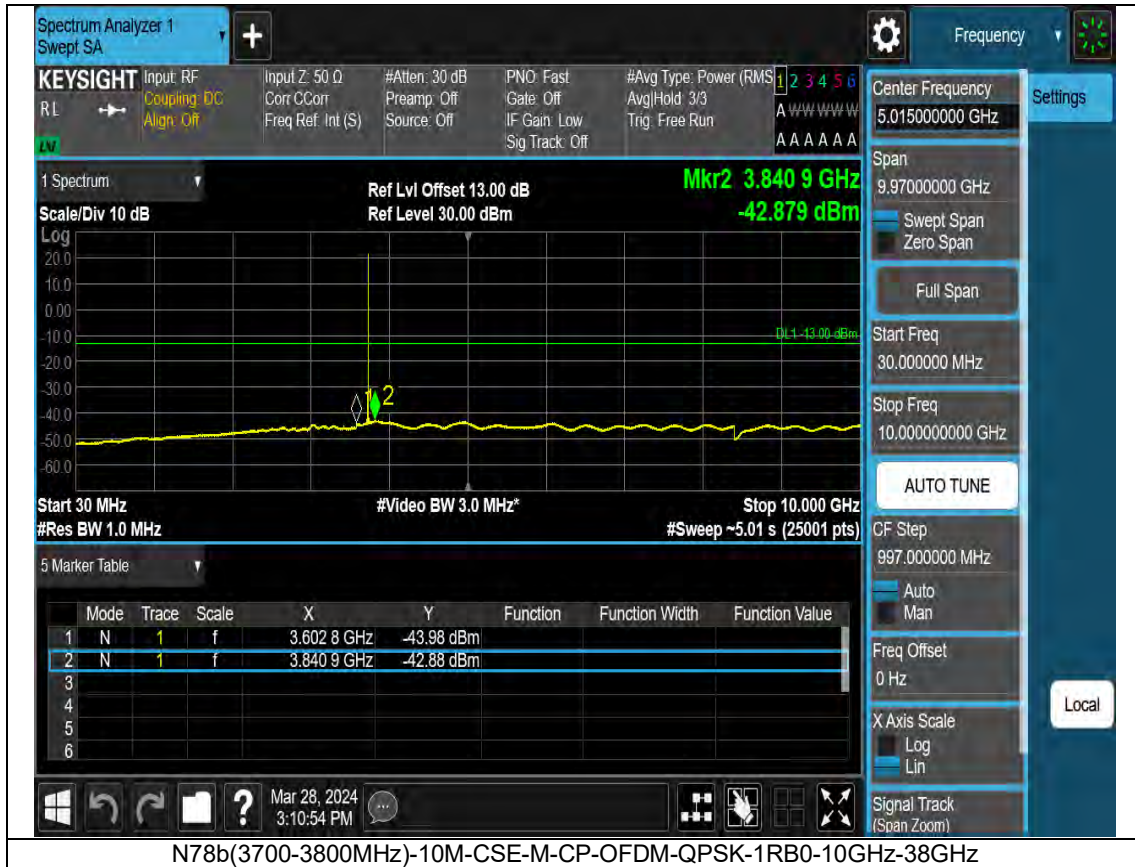 Spectrum Analyzer 1
Swept SA
Frequency
KEYSIGHT
RL
Input: RF
Coupling: DC
Align: Off
Input Z: 50 Ω
Corr CCorr
Freq Ref: Int (S)
#Atten: 30 dB
Preamp: Off
Source: Off
PNO: Fast
Gate: Off
IF Gain: Low
Sig Track: Off
#Avg Type: Power (RMS
Avg|Hold: 3/3
Trig: Free Run
1 2 3 4 5 6
A W W W W W
A A A A A A
Center Frequency
5.015000000 GHz
Settings
1 Spectrum
Scale/Div 10 dB
Ref Lvl Offset 13.00 dB
Ref Level 30.00 dBm
Mkr2 3.840 9 GHz
-42.879 dBm
Log
20.0
10.0
0.00
-10.0
-20.0
-30.0
-40.0
-50.0
-60.0
DL1 -13.00 dBm
1
2
Start 30 MHz
#Res BW 1.0 MHz
#Video BW 3.0 MHz*
Stop 10.000 GHz
#Sweep ~5.01 s (25001 pts)
Span
9.97000000 GHz
Swept Span
Zero Span
Full Span
Start Freq
30.000000 MHz
Stop Freq
10.000000000 GHz
AUTO TUNE
CF Step
997.000000 MHz
Auto
Man
Freq Offset
0 Hz
X Axis Scale
Log
Lin
Signal Track
(Span Zoom)
Local
5 Marker Table
Mode Trace Scale X Y Function Function Width Function Value
1 N 1 f 3.602 8 GHz -43.98 dBm
2 N 1 f 3.840 9 GHz -42.88 dBm
3
4
5
6
?
Mar 28, 2024
3:10:54 PM
N78b(3700-3800MHz)-10M-CSE-M-CP-OFDM-QPSK-1RB0-10GHz-38GHz